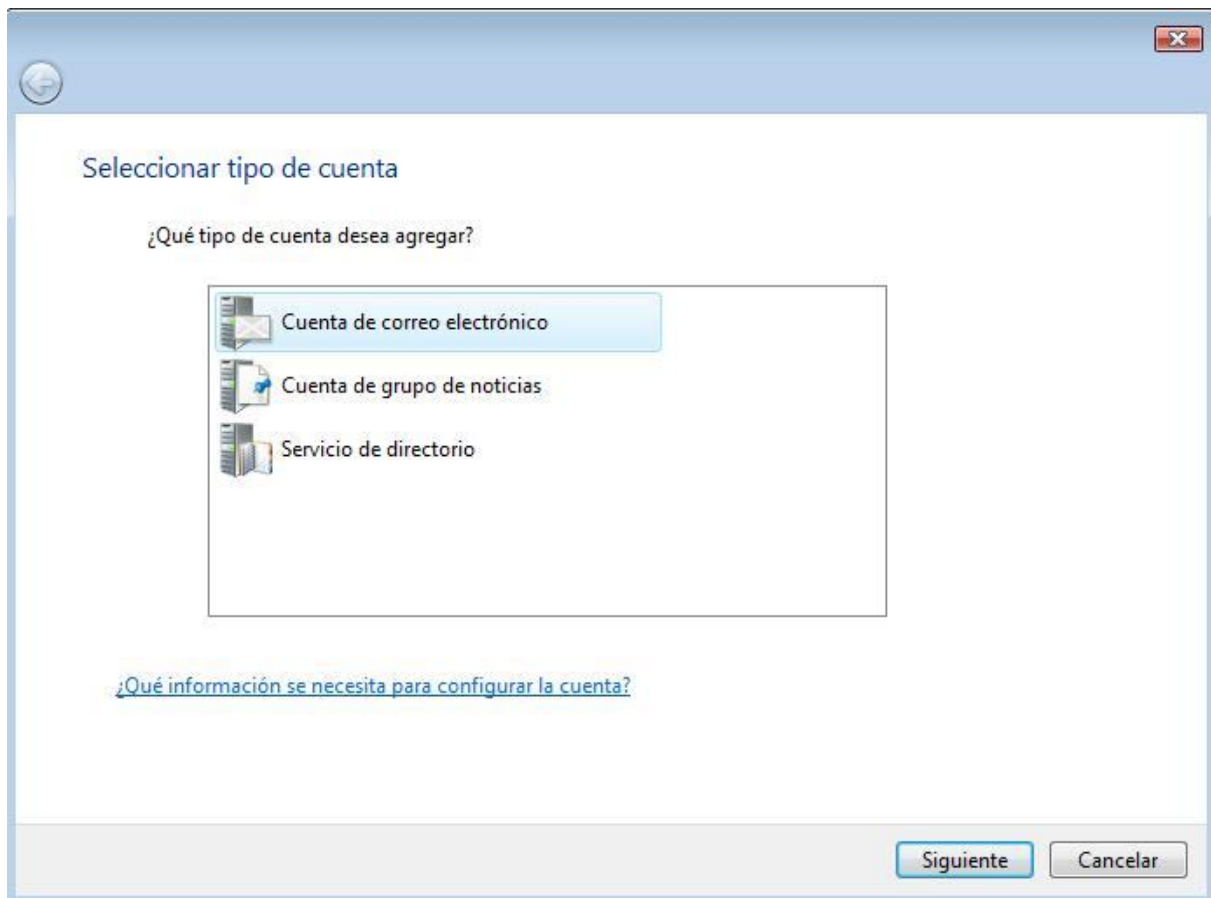 Seleccionar tipo de cuenta
¿Qué tipo de cuenta desea agregar?
Cuenta de correo electrónico
Cuenta de grupo de noticias
Servicio de directorio
¿Qué información se necesita para configurar la cuenta?
Siguiente
Cancelar